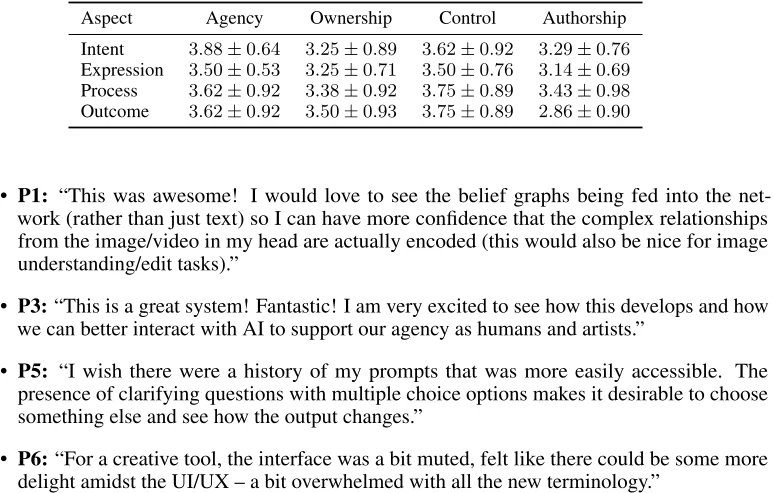 Aspect Agency Ownership Control Authorship
Intent 3.88 ± 0.64 3.25 ± 0.89 3.62 ± 0.92 3.29 ± 0.76
Expression 3.50 ± 0.53 3.25 ± 0.71 3.50 ± 0.76 3.14 ± 0.69
Process 3.62 ± 0.92 3.38 ± 0.92 3.75 ± 0.89 3.43 ± 0.98
Outcome 3.62 ± 0.92 3.50 ± 0.93 3.75 ± 0.89 2.86 ± 0.90
• P1: “This was awesome! I would love to see the belief graphs being fed into the net-
work (rather than just text) so I can have more confidence that the complex relationships
from the image/video in my head are actually encoded (this would also be nice for image
understanding/edit tasks).”
• P3: “This is a great system! Fantastic! I am very excited to see how this develops and how
we can better interact with AI to support our agency as humans and artists.”
• P5: “I wish there were a history of my prompts that was more easily accessible. The
presence of clarifying questions with multiple choice options makes it desirable to choose
something else and see how the output changes.”
• P6: “For a creative tool, the interface was a bit muted, felt like there could be some more
delight amidst the UI/UX – a bit overwhelmed with all the new terminology.”